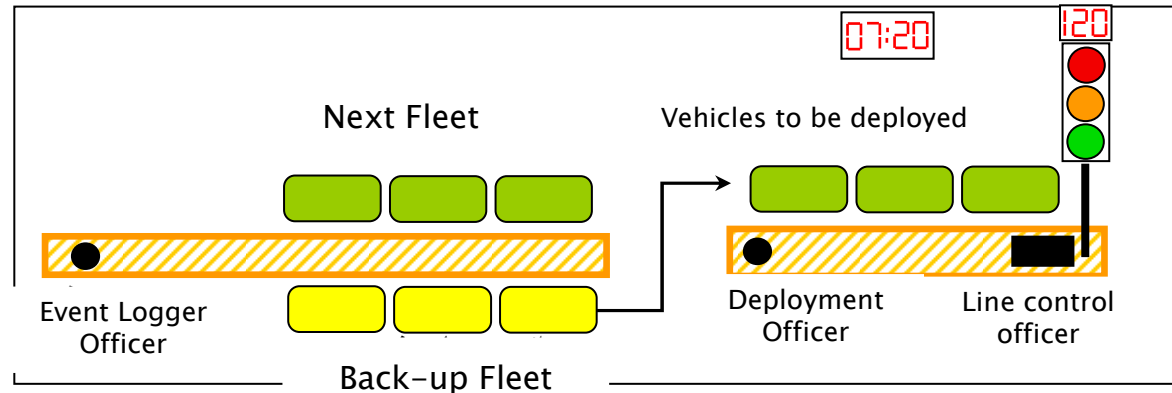 07:20
120
Next Fleet
Vehicles to be deployed
Event Logger
Officer
Deployment
Officer
Line control
officer
Back-up Fleet